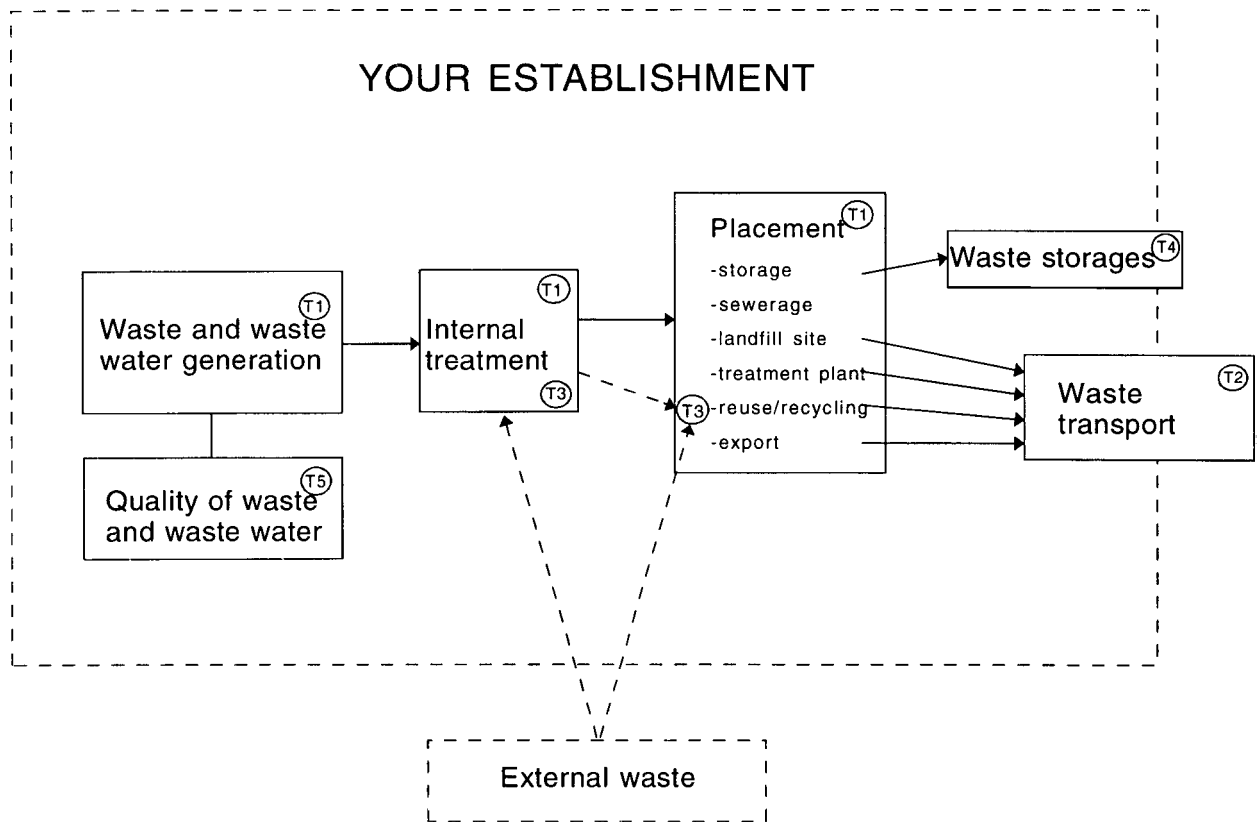 YOUR ESTABLISHMENT
T1
Waste and waste
water generation
T5
Quality of waste
and waste water
T1
Internal
treatment
T3
T1
Placement
-storage
-sewerage
-landfill site
-treatment plant
T3
-reuse/recycling
-export
Waste storages
T4
T2
Waste
transport
External waste